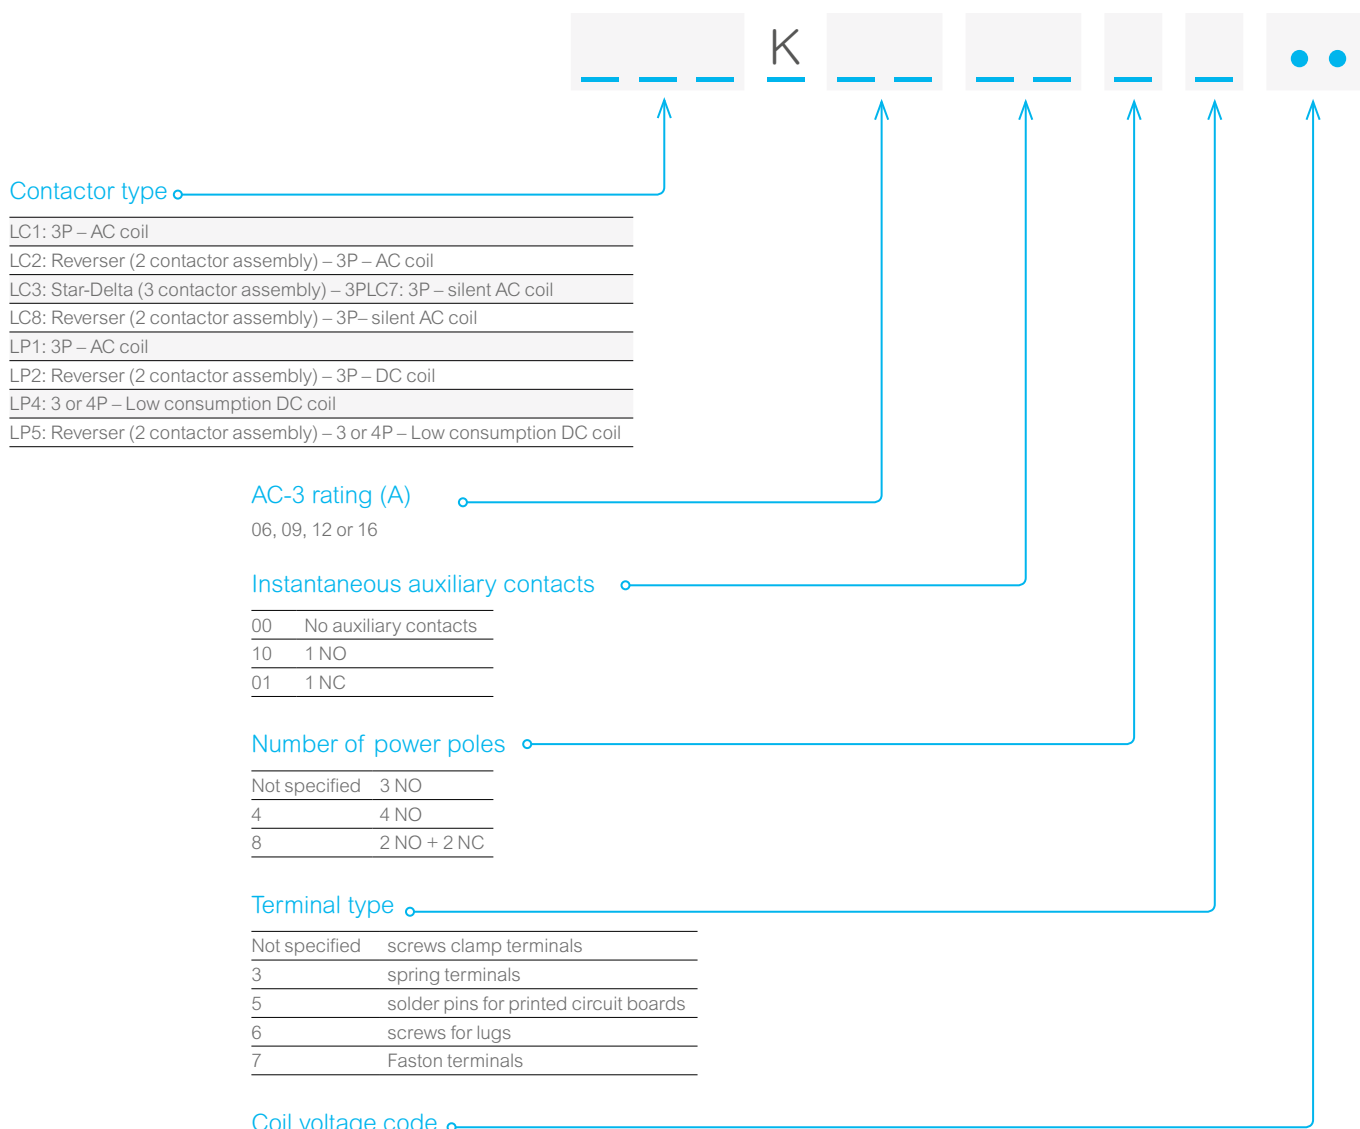 K
Contactor type
LC1: 3P – AC coil
LC2: Reverser (2 contactor assembly) – 3P – AC coil
LC3: Star-Delta (3 contactor assembly) – 3PLC7: 3P – silent AC coil
LC8: Reverser (2 contactor assembly) – 3P– silent AC coil
LP1: 3P – AC coil
LP2: Reverser (2 contactor assembly) – 3P – DC coil
LP4: 3 or 4P – Low consumption DC coil
LP5: Reverser (2 contactor assembly) – 3 or 4P – Low consumption DC coil
AC-3 rating (A)
06, 09, 12 or 16
Instantaneous auxiliary contacts
00 No auxiliary contacts
10 1 NO
01 1 NC
Number of power poles
Not specified 3 NO
4 4 NO
8 2 NO + 2 NC
Terminal type
Not specified screws clamp terminals
3 spring terminals
5 solder pins for printed circuit boards
6 screws for lugs
7 Faston terminals
Coil voltage code